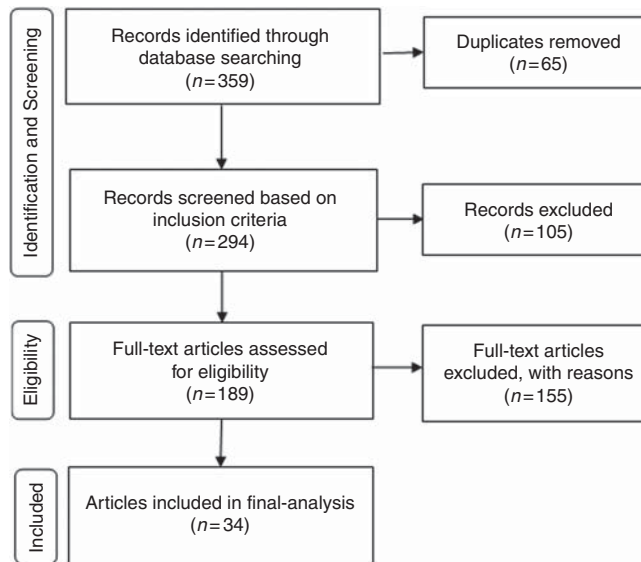 Identification and Screening
Records identified through
database searching
(n=359)
Duplicates removed
(n=65)
Records screened based on
inclusion criteria
(n=294)
Records excluded
(n=105)
Eligibility
Full-text articles assessed
for eligibility
(n=189)
Full-text articles
excluded, with reasons
(n=155)
Included
Articles included in final-analysis
(n=34)